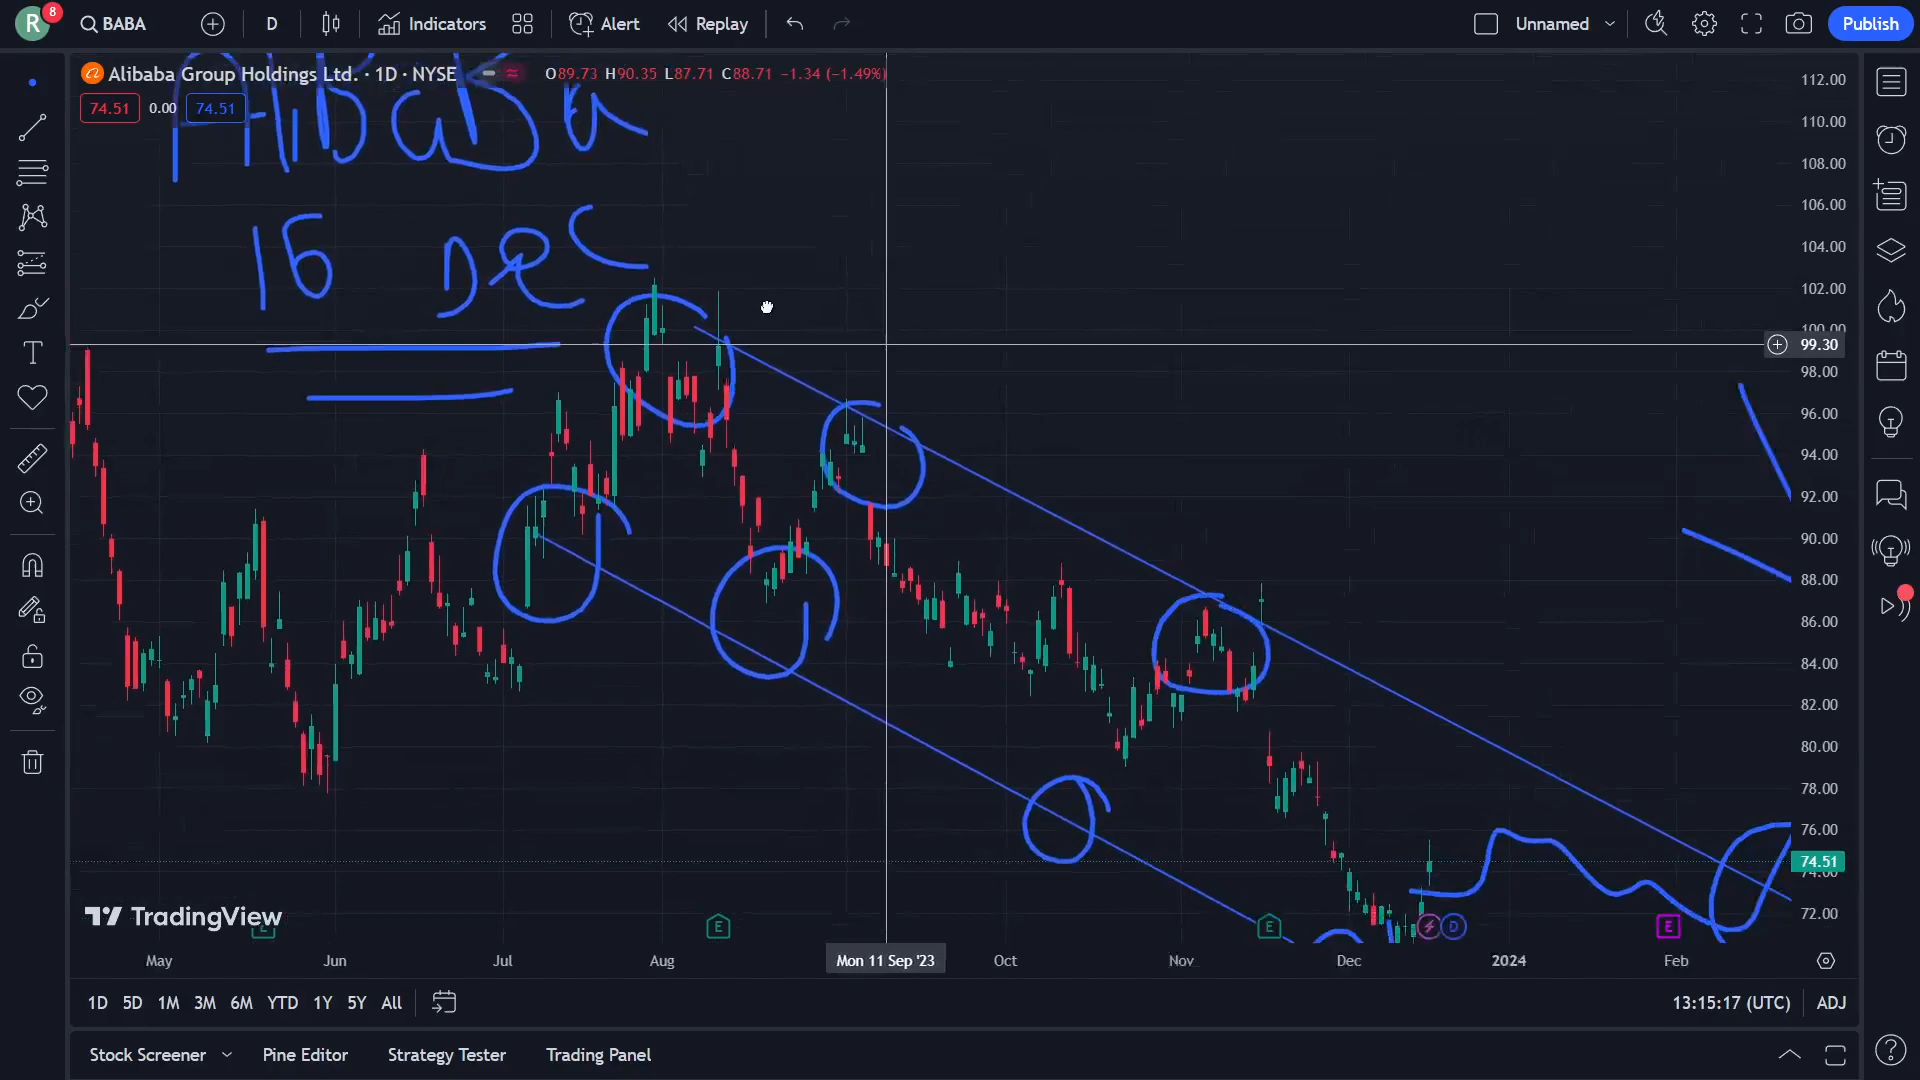 R 8 BABA D Indicators Alert Replay Unnamed Publish
Alibaba Group Holdings Ltd. · 1D · NYSE O89.73 H90.35 L87.71 C88.71 −1.34 (−1.49%)
74.51 0.00 74.51
Alibaba
16 Dec
112.00
110.00
108.00
106.00
104.00
102.00
100.00
99.30
98.00
96.00
94.00
92.00
90.00
88.00
86.00
84.00
82.00
80.00
78.00
76.00
74.51
74.00
72.00
TradingView
E E E D E
May Jun Jul Aug Mon 11 Sep '23 Oct Nov Dec 2024 Feb
1D 5D 1M 3M 6M YTD 1Y 5Y All 13:15:17 (UTC) ADJ
Stock Screener Pine Editor Strategy Tester Trading Panel